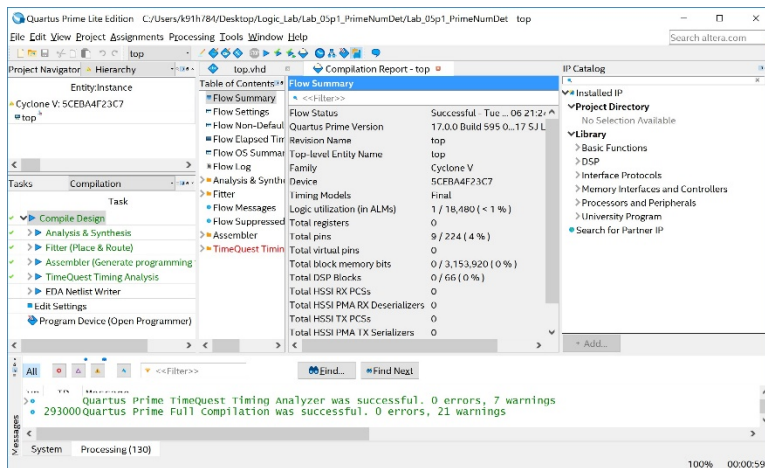 Quartus Prime Lite Edition C:/Users/k91h784/Desktop/Logic_Lab/Lab_05p1_PrimeNumDet/Lab_05p1_PrimeNumDet top
File Edit View Project Assignments Processing Tools Window Help
Search altera.com
top
Project Navigator Hierarchy
Entity:Instance
Cyclone V: 5CEBA4F23C7
top
Tasks Compilation
Task
Compile Design
Analysis & Synthesis
Fitter (Place & Route)
Assembler (Generate programming
TimeQuest Timing Analysis
EDA Netlist Writer
Edit Settings
Program Device (Open Programmer)
top.vhd
Compilation Report - top
Table of Contents
Flow Summary
Flow Settings
Flow Non-Defaul
Flow Elapsed Tim
Flow OS Summar
Flow Log
Analysis & Synthe
Fitter
Flow Messages
Flow Suppressed
Assembler
TimeQuest Timin
Flow Summary
<<Filter>>
Flow Status Successful - Tue ... 06 21:2
Quartus Prime Version 17.0.0 Build 595 0...17 SJ L
Revision Name top
Top-level Entity Name top
Family Cyclone V
Device 5CEBA4F23C7
Timing Models Final
Logic utilization (in ALMs) 1 / 18,480 ( < 1 % )
Total registers 0
Total pins 9 / 224 ( 4 % )
Total virtual pins 0
Total block memory bits 0 / 3,153,920 ( 0 % )
Total DSP Blocks 0 / 66 ( 0 % )
Total HSSI RX PCSs 0
Total HSSI PMA RX Deserializers 0
Total HSSI TX PCSs 0
Total HSSI PMA TX Serializers 0
IP Catalog
Installed IP
Project Directory
No Selection Available
Library
Basic Functions
DSP
Interface Protocols
Memory Interfaces and Controllers
Processors and Peripherals
University Program
Search for Partner IP
+ Add...
All
<<Filter>>
Find...
Find Next
Quartus Prime TimeQuest Timing Analyzer was successful. 0 errors, 7 warnings
293000 Quartus Prime Full Compilation was successful. 0 errors, 21 warnings
Messages
System Processing (130)
100% 00:00:59